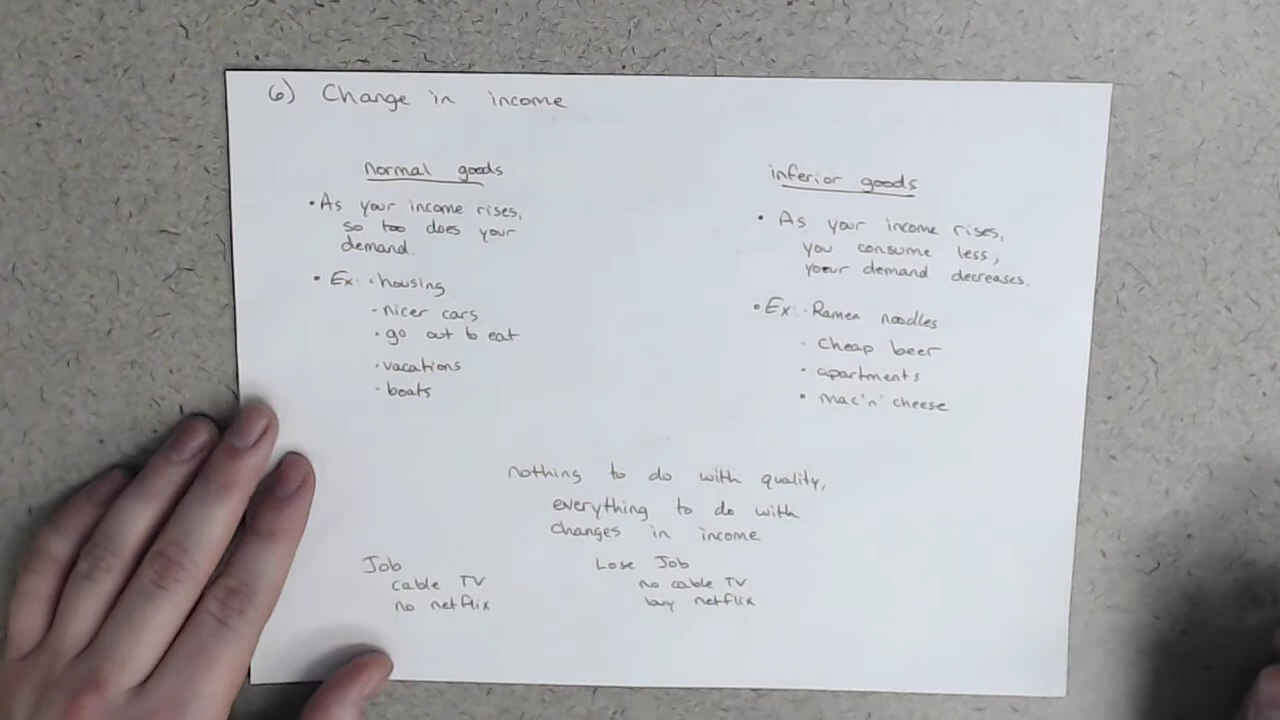 6) Change in income
normal goods
• As your income rises,
so too does your
demand.
• Ex: • housing
- nicer cars
• go out to eat
• vacations
- boats
inferior goods
• As your income rises,
you consume less,
your demand decreases.
• Ex: - Ramen noodles
- cheap beer
• apartments
• mac'n' cheese
nothing to do with quality,
everything to do with
changes in income
Job
cable TV
no netflix
Lose Job
no cable TV
buy netflix